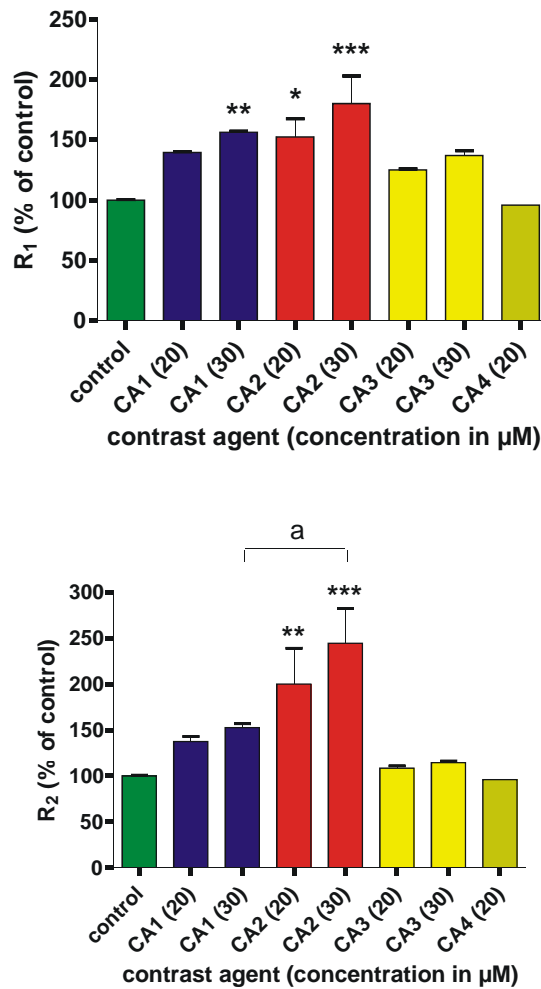 250
200
150
100
50
0
R1 (% of control)
**
*
***
control
CA1 (20)
CA1 (30)
CA2 (20)
CA2 (30)
CA3 (20)
CA3 (30)
CA4 (20)
contrast agent (concentration in µM)
a
300
250
200
150
100
50
0
R2 (% of control)
**
***
control
CA1 (20)
CA1 (30)
CA2 (20)
CA2 (30)
CA3 (20)
CA3 (30)
CA4 (20)
contrast agent (concentration in µM)